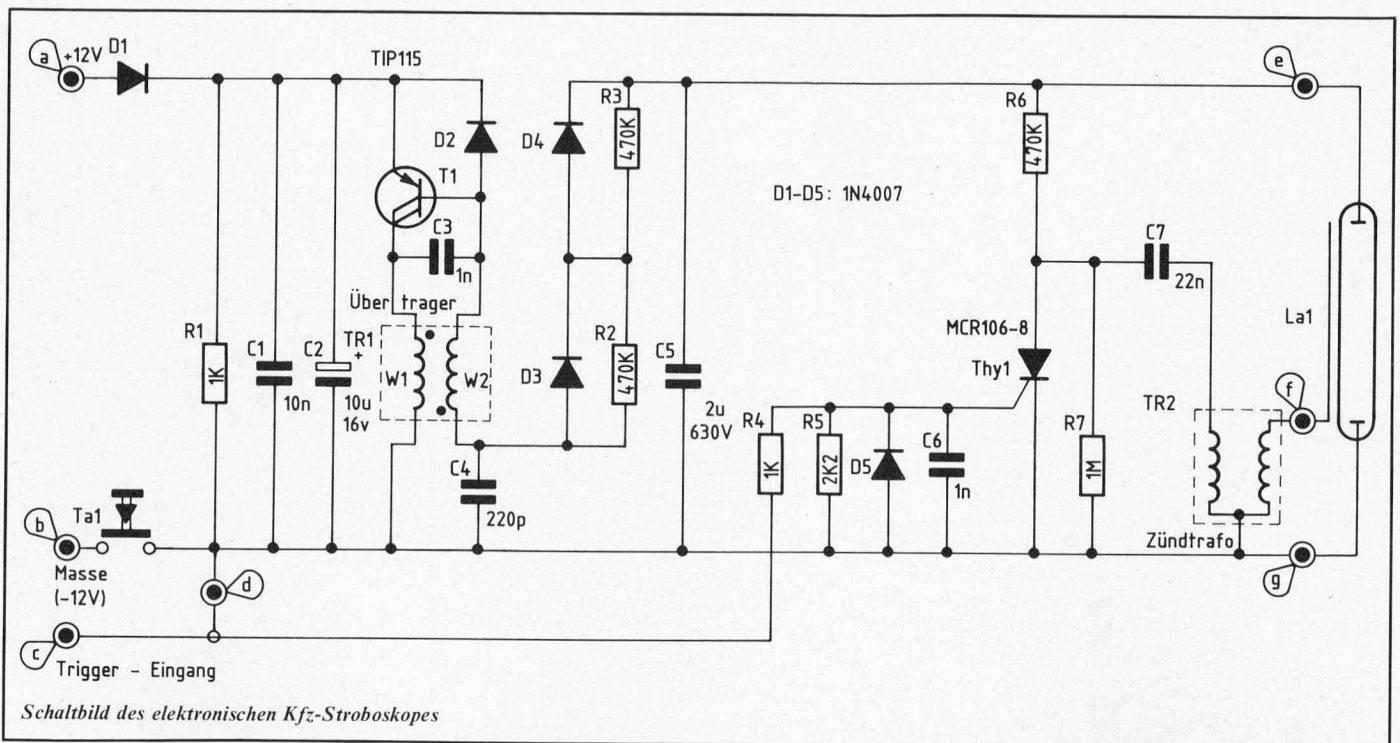 a
+12V
D1
TIP115
e
R3
R6
D2
D4
470K
470K
T1
D1-D5: 1N4007
C3
1n
C7
22n
Über trager
La1
MCR106-8
R1
C1
C2
TR1
+
R2
Thy1
1K
W1
W2
D3
470K
C5
10n
10u
16v
2u
630V
f
TR2
R4
R5
C6
R7
C4
1K
2K2
D5
1M
1n
220p
b
Ta1
Zündtrafo
Masse
(-12V)
d
g
c
Trigger - Eingang
Schaltbild des elektronischen Kfz-Stroboskopes